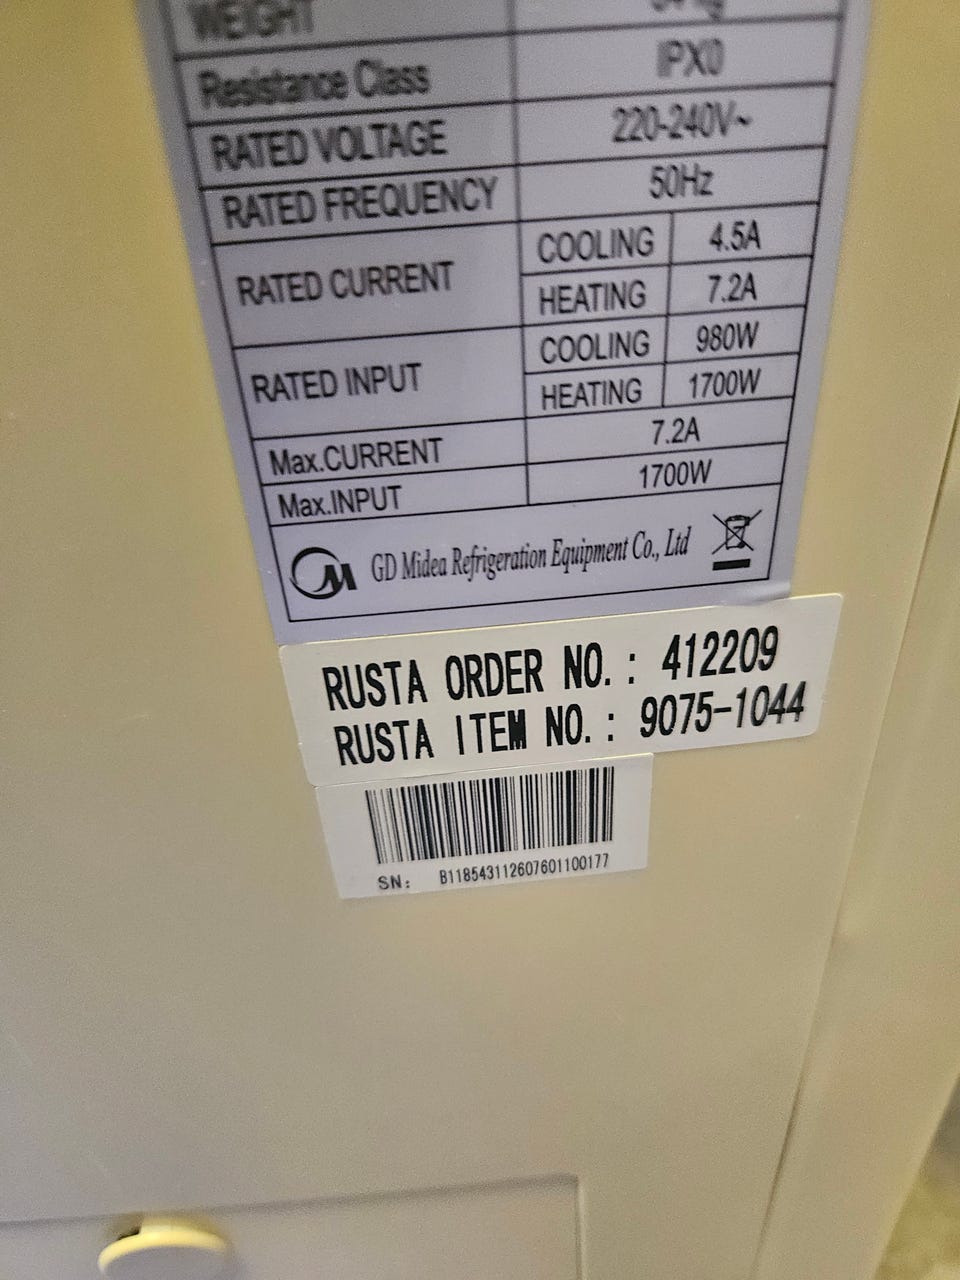 WEIGHT
Resistance Class IPX0
RATED VOLTAGE 220-240V~
RATED FREQUENCY 50Hz
RATED CURRENT COOLING 4.5A
HEATING 7.2A
RATED INPUT COOLING 980W
HEATING 1700W
Max.CURRENT 7.2A
Max.INPUT 1700W
GD Midea Refrigeration Equipment Co., Ltd
RUSTA ORDER NO.: 412209
RUSTA ITEM NO.: 9075-1044
SN: B118543112607601100177